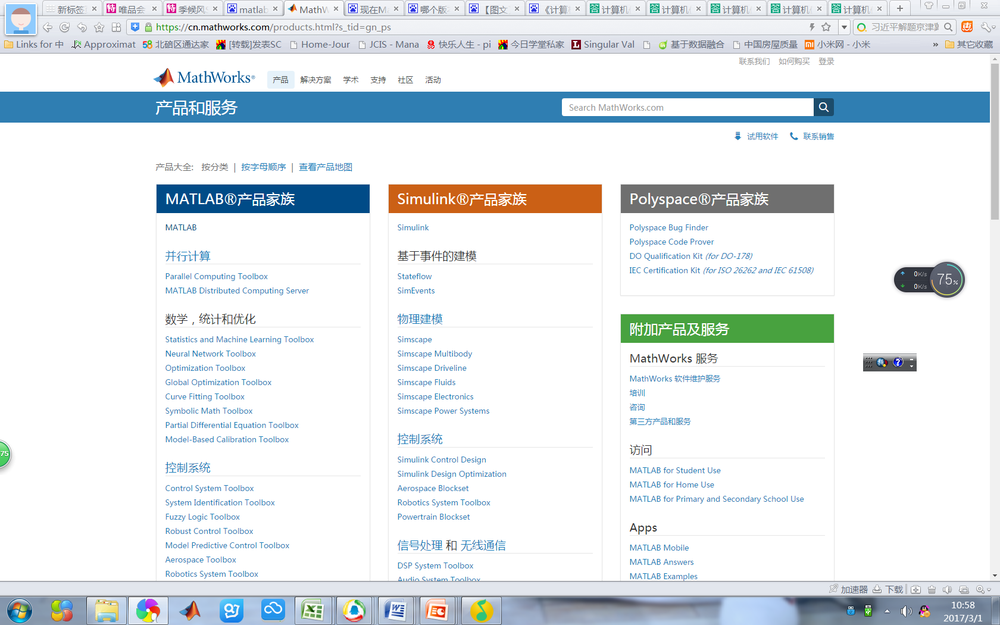 新标签
唯品会
季候风
matlab
MathW
现在M
哪个版
【图文
《计算
计算机
计算机
计算机
计算机
计算机
https://cn.mathworks.com/products.html?s_tid=gn_ps
习近平解题京津冀
Links for 中
Approximat
北碚区通达家
[转载]发表SC
Home-Jour
JCIS - Mana
快乐人生 - pi
今日学堂私家
Singular Val
基于数据融合
中国房屋质量
小米网 - 小米
»
其它收藏
联系我们 如何购买 登录
MathWorks®
产品 解决方案 学术 支持 社区 活动
产品和服务
Search MathWorks.com
试用软件 联系销售
产品大全: 按分类 | 按字母顺序 | 查看产品地图
MATLAB®产品家族
MATLAB
并行计算
Parallel Computing Toolbox
MATLAB Distributed Computing Server
数学，统计和优化
Statistics and Machine Learning Toolbox
Neural Network Toolbox
Optimization Toolbox
Global Optimization Toolbox
Curve Fitting Toolbox
Symbolic Math Toolbox
Partial Differential Equation Toolbox
Model-Based Calibration Toolbox
控制系统
Control System Toolbox
System Identification Toolbox
Fuzzy Logic Toolbox
Robust Control Toolbox
Model Predictive Control Toolbox
Aerospace Toolbox
Robotics System Toolbox
Simulink®产品家族
Simulink
基于事件的建模
Stateflow
SimEvents
物理建模
Simscape
Simscape Multibody
Simscape Driveline
Simscape Fluids
Simscape Electronics
Simscape Power Systems
控制系统
Simulink Control Design
Simulink Design Optimization
Aerospace Blockset
Robotics System Toolbox
Powertrain Blockset
信号处理 和 无线通信
DSP System Toolbox
Audio System Toolbox
Polyspace®产品家族
Polyspace Bug Finder
Polyspace Code Prover
DO Qualification Kit (for DO-178)
IEC Certification Kit (for ISO 26262 and IEC 61508)
附加产品及服务
MathWorks 服务
MathWorks 软件维护服务
培训
咨询
第三方产品和服务
访问
MATLAB for Student Use
MATLAB for Home Use
MATLAB for Primary and Secondary School Use
Apps
MATLAB Mobile
MATLAB Answers
MATLAB Examples
0K/s
0K/s
75%
75
加速器 下载
10:58
2017/3/1